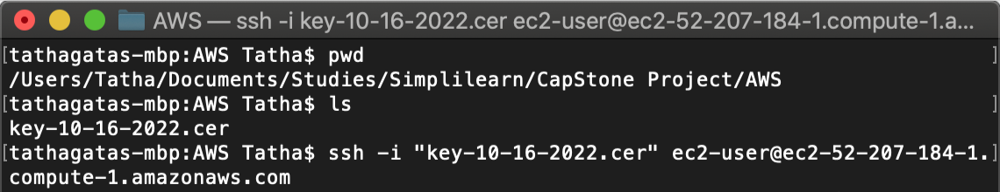 AWS — ssh -i key-10-16-2022.cer ec2-user@ec2-52-207-184-1.compute-1.a...
[tathagatas-mbp:AWS Tatha$ pwd ]
/Users/Tatha/Documents/Studies/Simplilearn/CapStone Project/AWS
[tathagatas-mbp:AWS Tatha$ ls ]
key-10-16-2022.cer
[tathagatas-mbp:AWS Tatha$ ssh -i "key-10-16-2022.cer" ec2-user@ec2-52-207-184-1.]
compute-1.amazonaws.com